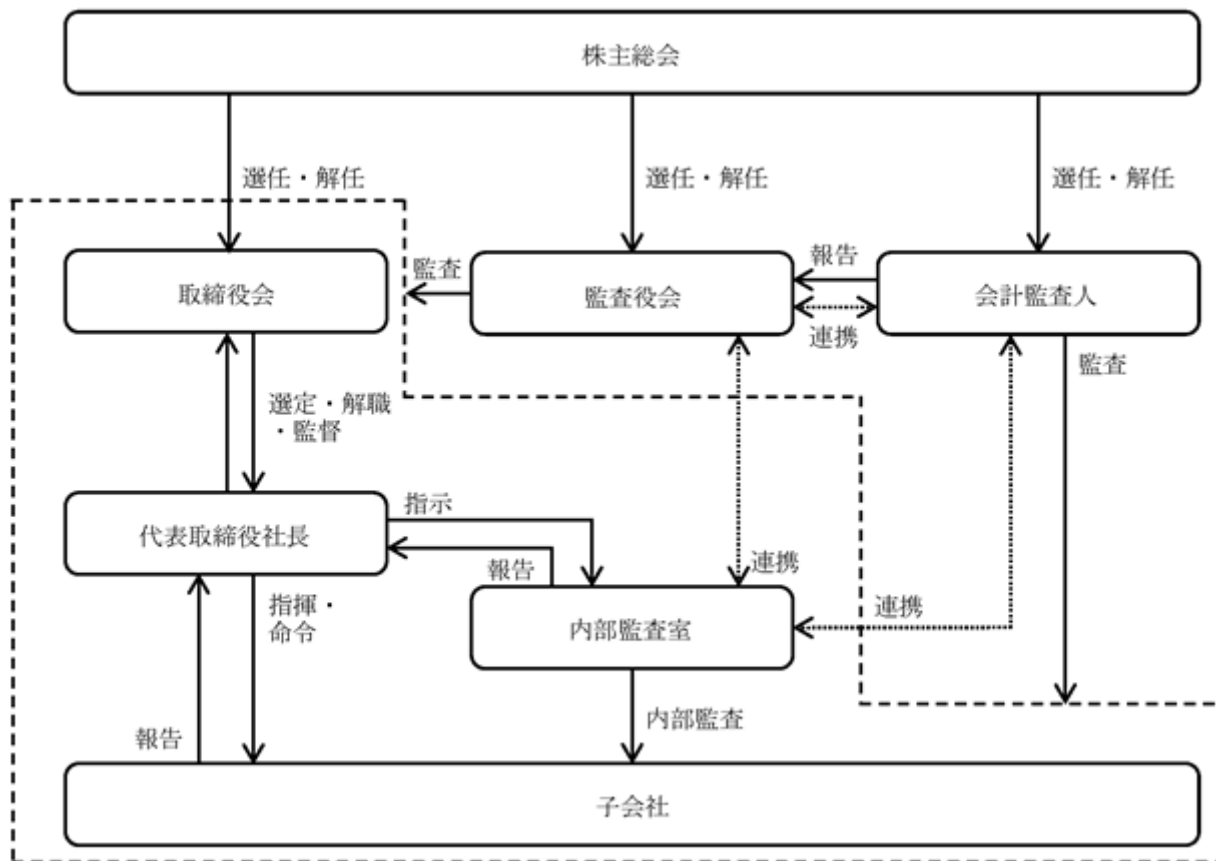 株主総会
選任・解任
選任・解任
選任・解任
取締役会
監査
監査役会
報告
連携
会計監査人
監査
選定・解職
・監督
代表取締役社長
指示
報告
連携
内部監査室
連携
指揮・
命令
内部監査
報告
子会社